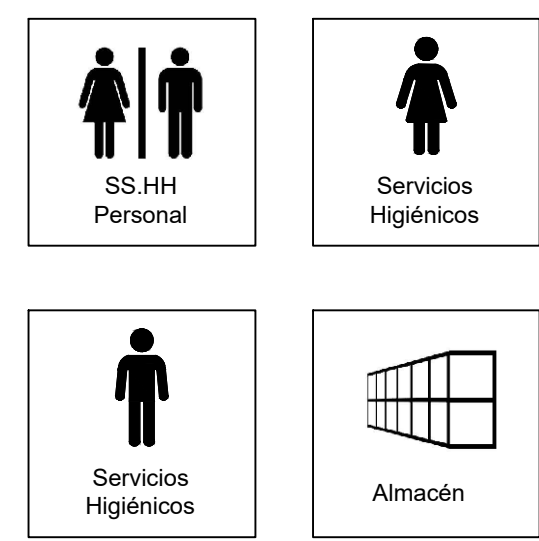 SS.HH
Personal
Servicios
Higiénicos
Servicios
Higiénicos
Almacén